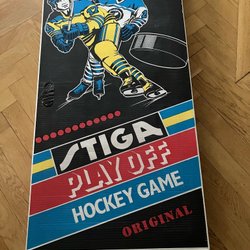 STIGA
PLAY OFF
HOCKEY GAME
ORIGINAL